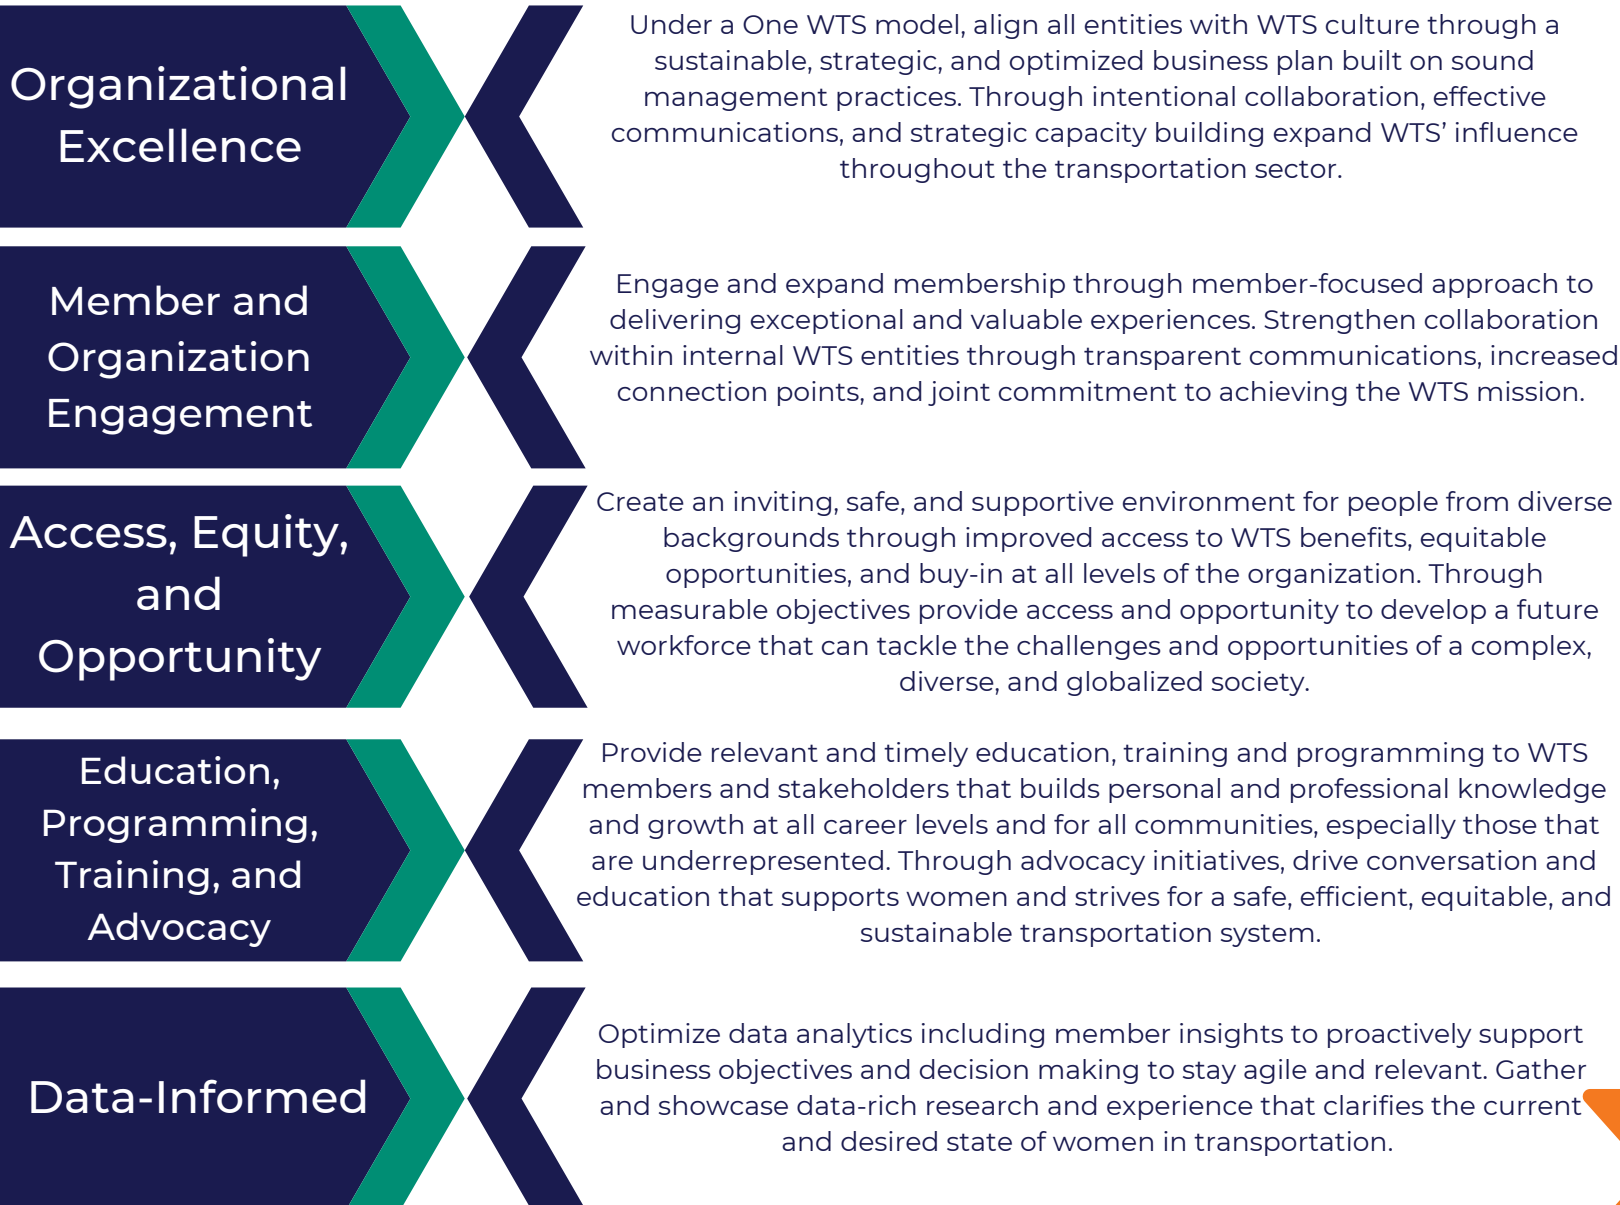 Organizational
Excellence
Under a One WTS model, align all entities with WTS culture through a
sustainable, strategic, and optimized business plan built on sound
management practices. Through intentional collaboration, effective
communications, and strategic capacity building expand WTS’ influence
throughout the transportation sector.
Member and
Organization
Engagement
Engage and expand membership through member-focused approach to
delivering exceptional and valuable experiences. Strengthen collaboration
within internal WTS entities through transparent communications, increased
connection points, and joint commitment to achieving the WTS mission.
Access, Equity,
and
Opportunity
Create an inviting, safe, and supportive environment for people from diverse
backgrounds through improved access to WTS benefits, equitable
opportunities, and buy-in at all levels of the organization. Through
measurable objectives provide access and opportunity to develop a future
workforce that can tackle the challenges and opportunities of a complex,
diverse, and globalized society.
Education,
Programming,
Training, and
Advocacy
Provide relevant and timely education, training and programming to WTS
members and stakeholders that builds personal and professional knowledge
and growth at all career levels and for all communities, especially those that
are underrepresented. Through advocacy initiatives, drive conversation and
education that supports women and strives for a safe, efficient, equitable, and
sustainable transportation system.
Data-Informed
Optimize data analytics including member insights to proactively support
business objectives and decision making to stay agile and relevant. Gather
and showcase data-rich research and experience that clarifies the current
and desired state of women in transportation.